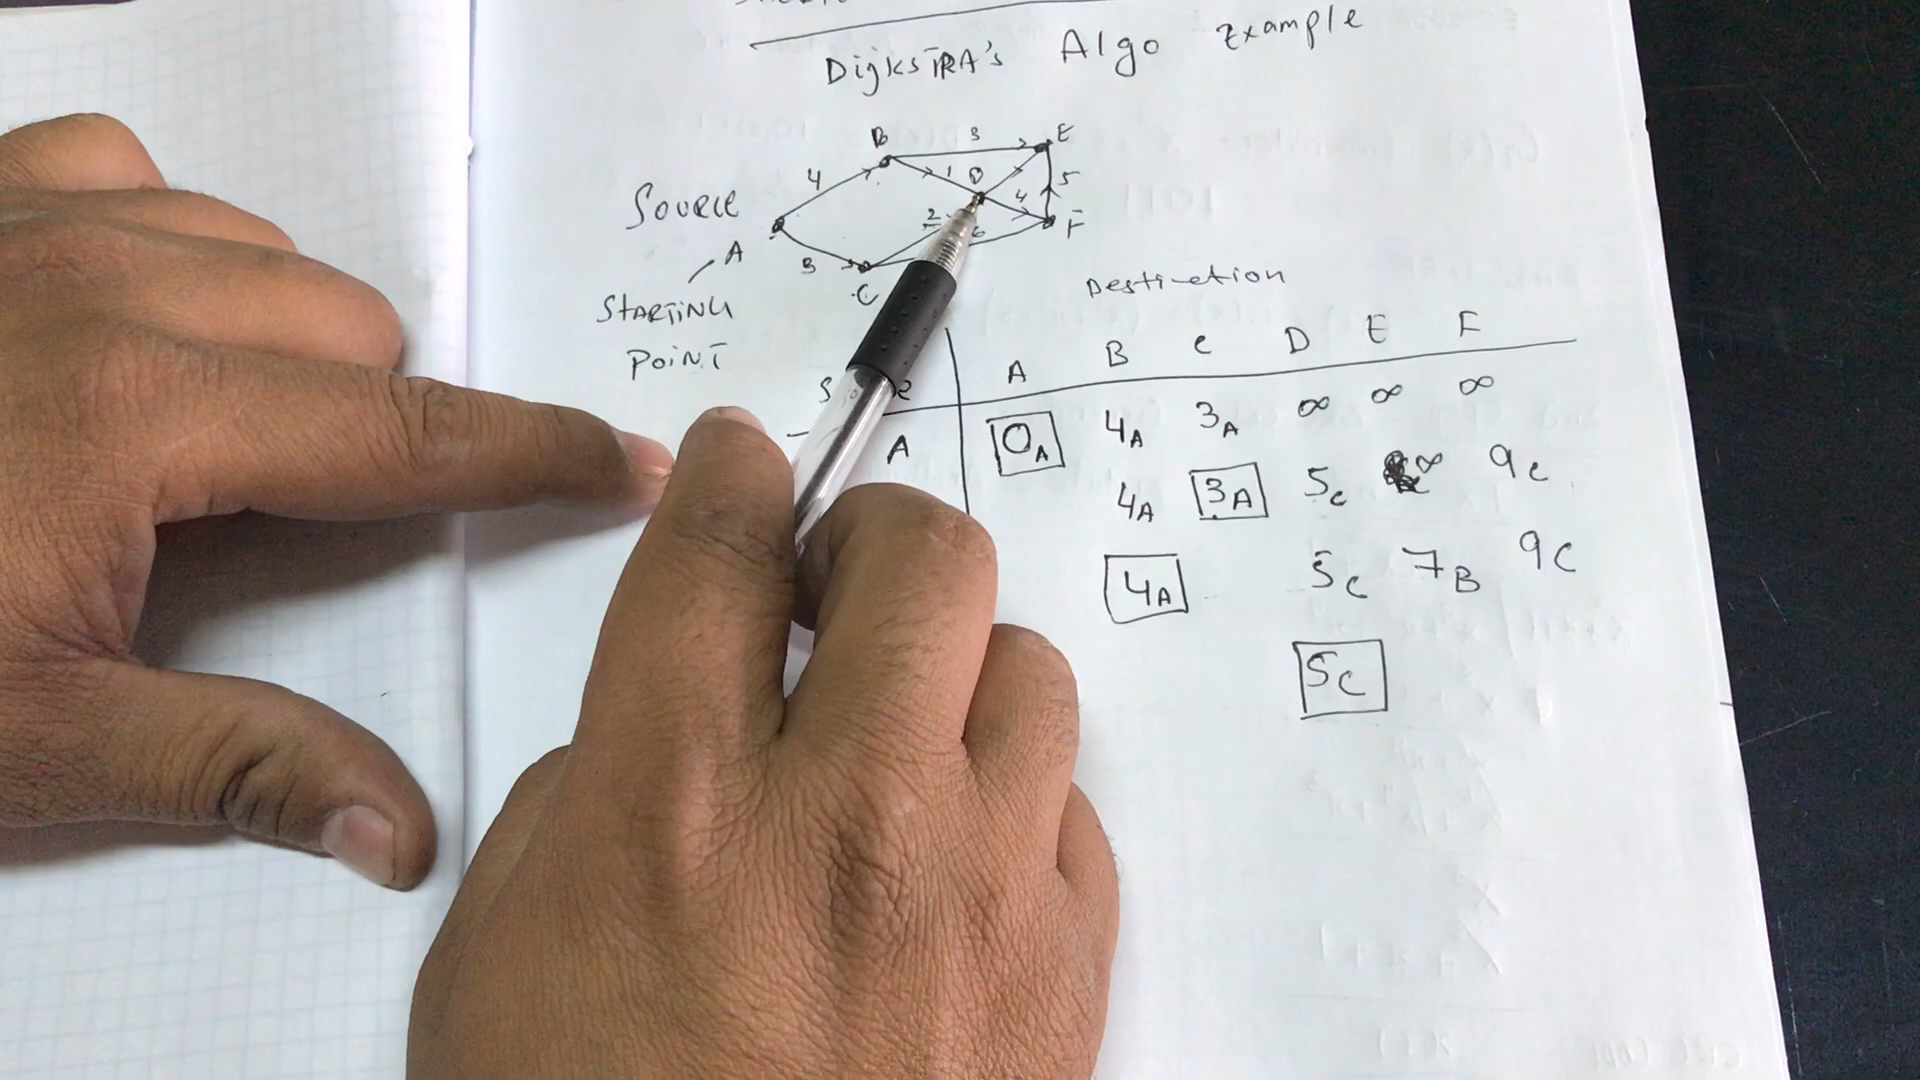 DijkSTRA's Algo Example
B 3 E
4 1 D 4 5
Source
2 6 F
A 3 C
STARTING
POINT
Destination
A B C D E F
A 0A 4A 3A ∞ ∞ ∞
4A 3A 5C ∞ 9C
4A 5C 7B 9C
5C